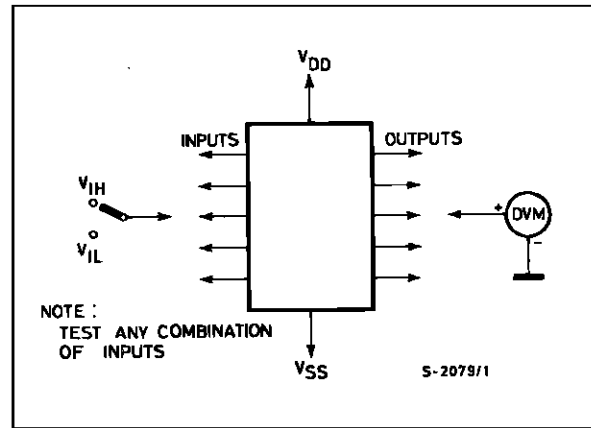 VDD
INPUTS
OUTPUTS
VIH
VIL
+
DVM
-
NOTE :
TEST ANY COMBINATION
OF INPUTS
VSS
S-2079/1